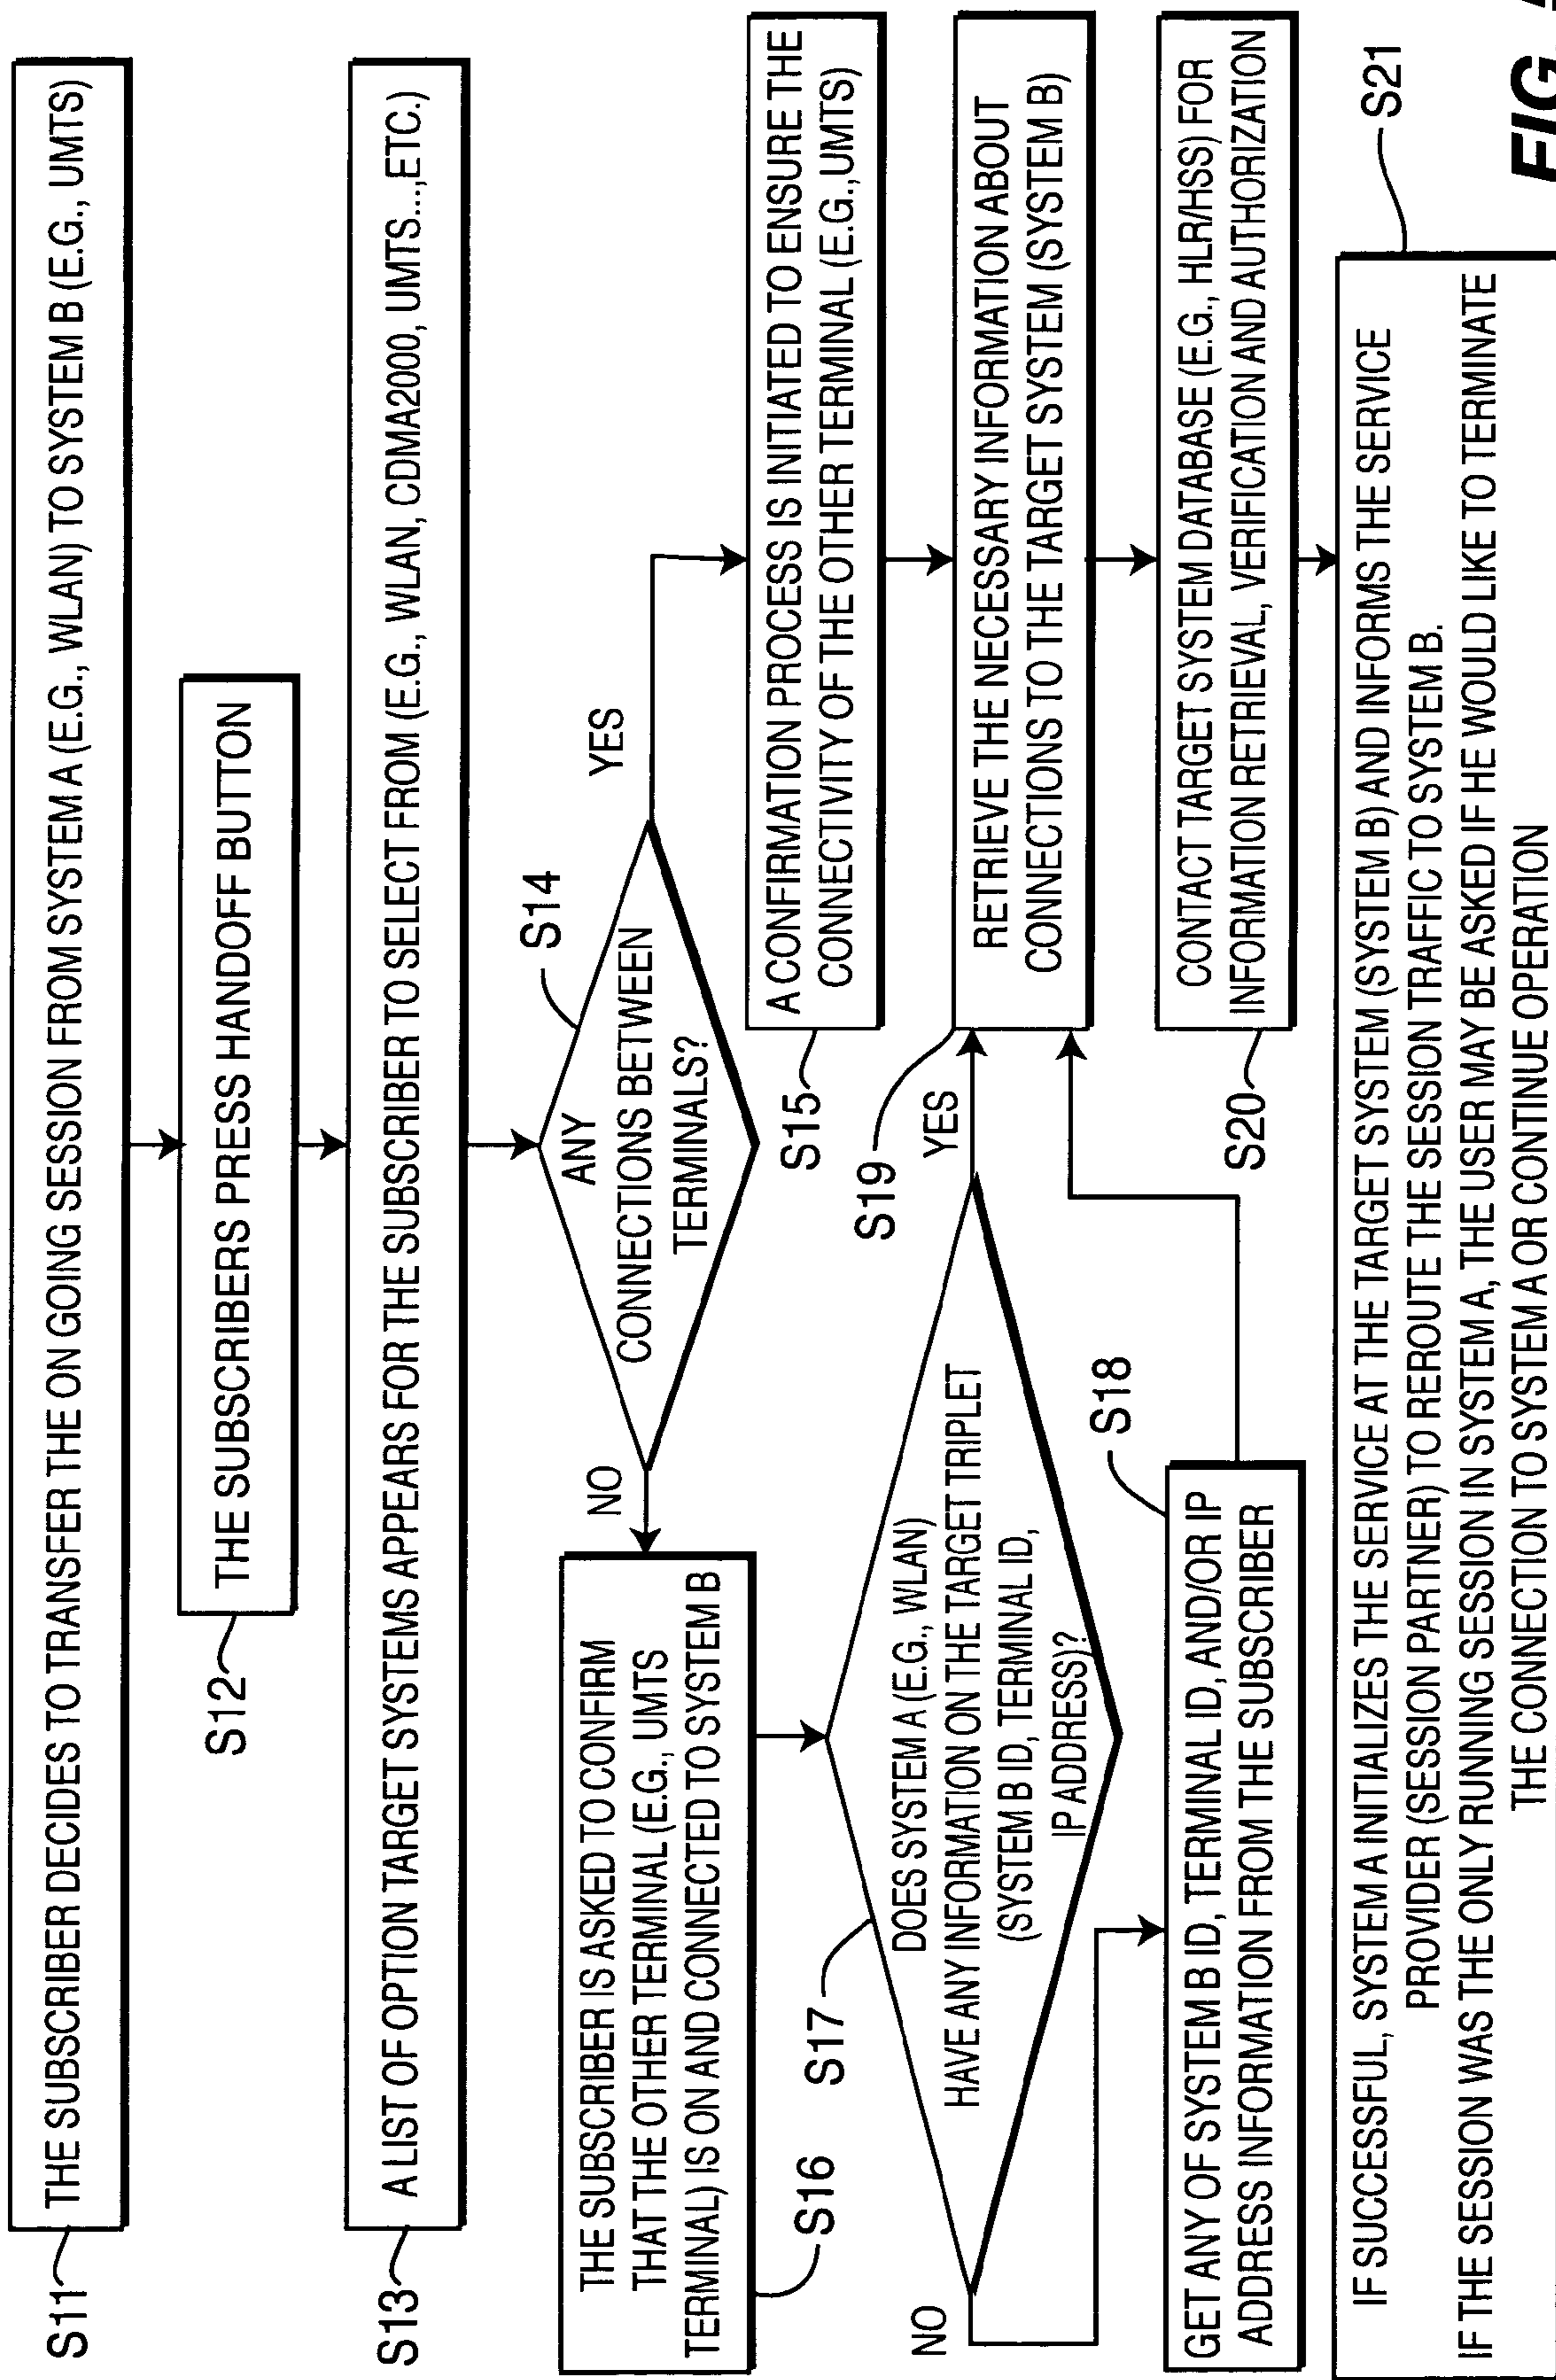 S11
THE SUBSCRIBER DECIDES TO TRANSFER THE ON GOING SESSION FROM SYSTEM A (E.G., WLAN) TO SYSTEM B (E.G., UMTS)
S12
THE SUBSCRIBERS PRESS HANDOFF BUTTON
S13
A LIST OF OPTION TARGET SYSTEMS APPEARS FOR THE SUBSCRIBER TO SELECT FROM (E.G., WLAN, CDMA2000, UMTS...,ETC.)
S14
ANY
CONNECTIONS BETWEEN
TERMINALS?
NO
YES
THE SUBSCRIBER IS ASKED TO CONFIRM
THAT THE OTHER TERMINAL (E.G., UMTS
TERMINAL) IS ON AND CONNECTED TO SYSTEM B
S16
S15
A CONFIRMATION PROCESS IS INITIATED TO ENSURE THE
CONNECTIVITY OF THE OTHER TERMINAL (E.G.,UMTS)
S17
DOES SYSTEM A (E.G., WLAN)
HAVE ANY INFORMATION ON THE TARGET TRIPLET
(SYSTEM B ID, TERMINAL ID,
IP ADDRESS)?
NO
YES
S19
RETRIEVE THE NECESSARY INFORMATION ABOUT
CONNECTIONS TO THE TARGET SYSTEM (SYSTEM B)
S18
GET ANY OF SYSTEM B ID, TERMINAL ID, AND/OR IP
ADDRESS INFORMATION FROM THE SUBSCRIBER
S20
CONTACT TARGET SYSTEM DATABASE (E.G., HLR/HSS) FOR
INFORMATION RETRIEVAL, VERIFICATION AND AUTHORIZATION
S21
IF SUCCESSFUL, SYSTEM A INITIALIZES THE SERVICE AT THE TARGET SYSTEM (SYSTEM B) AND INFORMS THE SERVICE
PROVIDER (SESSION PARTNER) TO REROUTE THE SESSION TRAFFIC TO SYSTEM B.
IF THE SESSION WAS THE ONLY RUNNING SESSION IN SYSTEM A, THE USER MAY BE ASKED IF HE WOULD LIKE TO TERMINATE
THE CONNECTION TO SYSTEM A OR CONTINUE OPERATION
FIG.